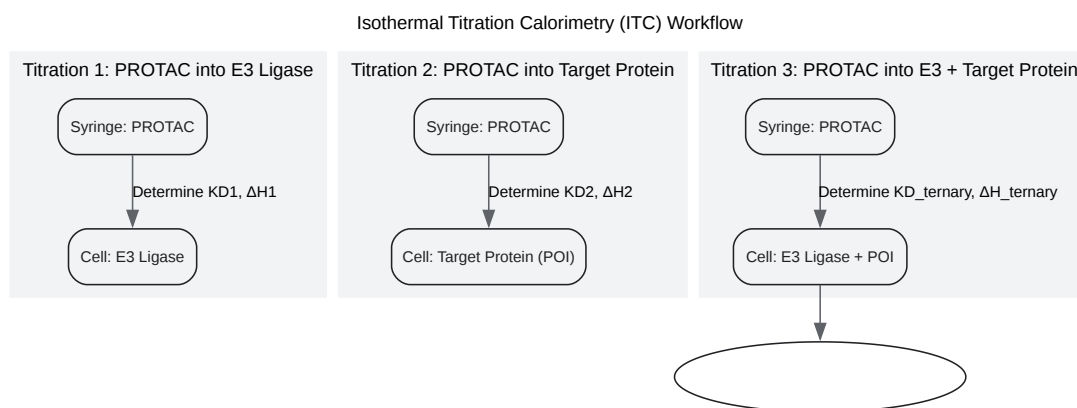 Isothermal Titration Calorimetry (ITC) Workflow
Titration 1: PROTAC into E3 Ligase
Syringe: PROTAC
Determine KD1, ΔH1
Cell: E3 Ligase
Titration 2: PROTAC into Target Protein
Syringe: PROTAC
Determine KD2, ΔH2
Cell: Target Protein (POI)
Titration 3: PROTAC into E3 + Target Protein
Syringe: PROTAC
Determine KD_ternary, ΔH_ternary
Cell: E3 Ligase + POI